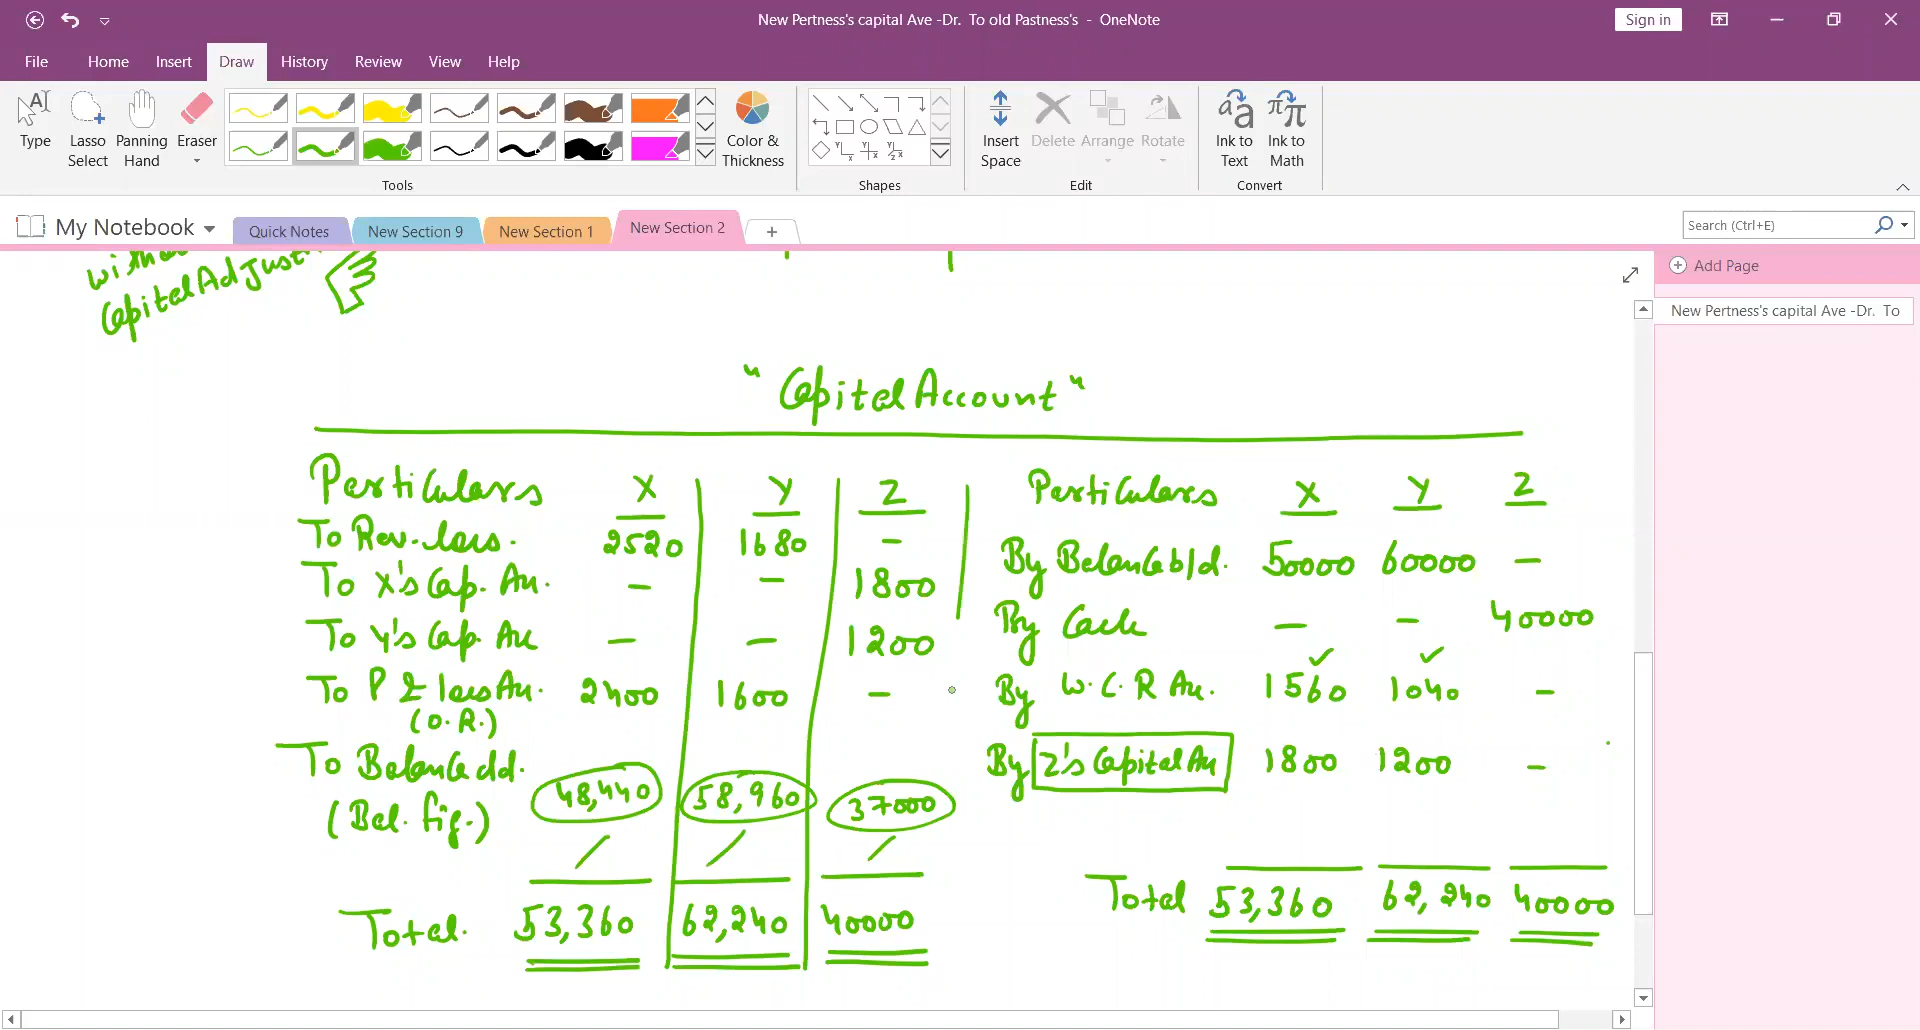 New Pertness's capital Ave -Dr. To old Pastness's - OneNote
Sign in
File Home Insert Draw History Review View Help
Type
Lasso Select
Panning Hand
Eraser
Color & Thickness
Insert Space
Delete
Arrange
Rotate
Ink to Text
Ink to Math
Tools
Shapes
Edit
Convert
My Notebook
Quick Notes
New Section 9
New Section 1
New Section 2
Search (Ctrl+E)
Add Page
New Pertness's capital Ave -Dr. To
Capital Adjust
"Capital Account"
Particulars X Y Z Particulars X Y Z
To Rev. loss. 2520 1680 -
By Balance b/d. 50000 60000 -
To X's Cap. Au. - - 1800
By Cash - - 40000
To Y's Cap. Au - - 1200
By W.C.R Au. 1560 1040 -
To P & loss Au. 2400 1600 -
(O.R.)
By Z's Capital Au 1800 1200 -
To Balance c/d. 48,440 58,960 37000
(Bal. fig.)
Total. 53,360 62,240 40000
Total 53,360 62,240 40000